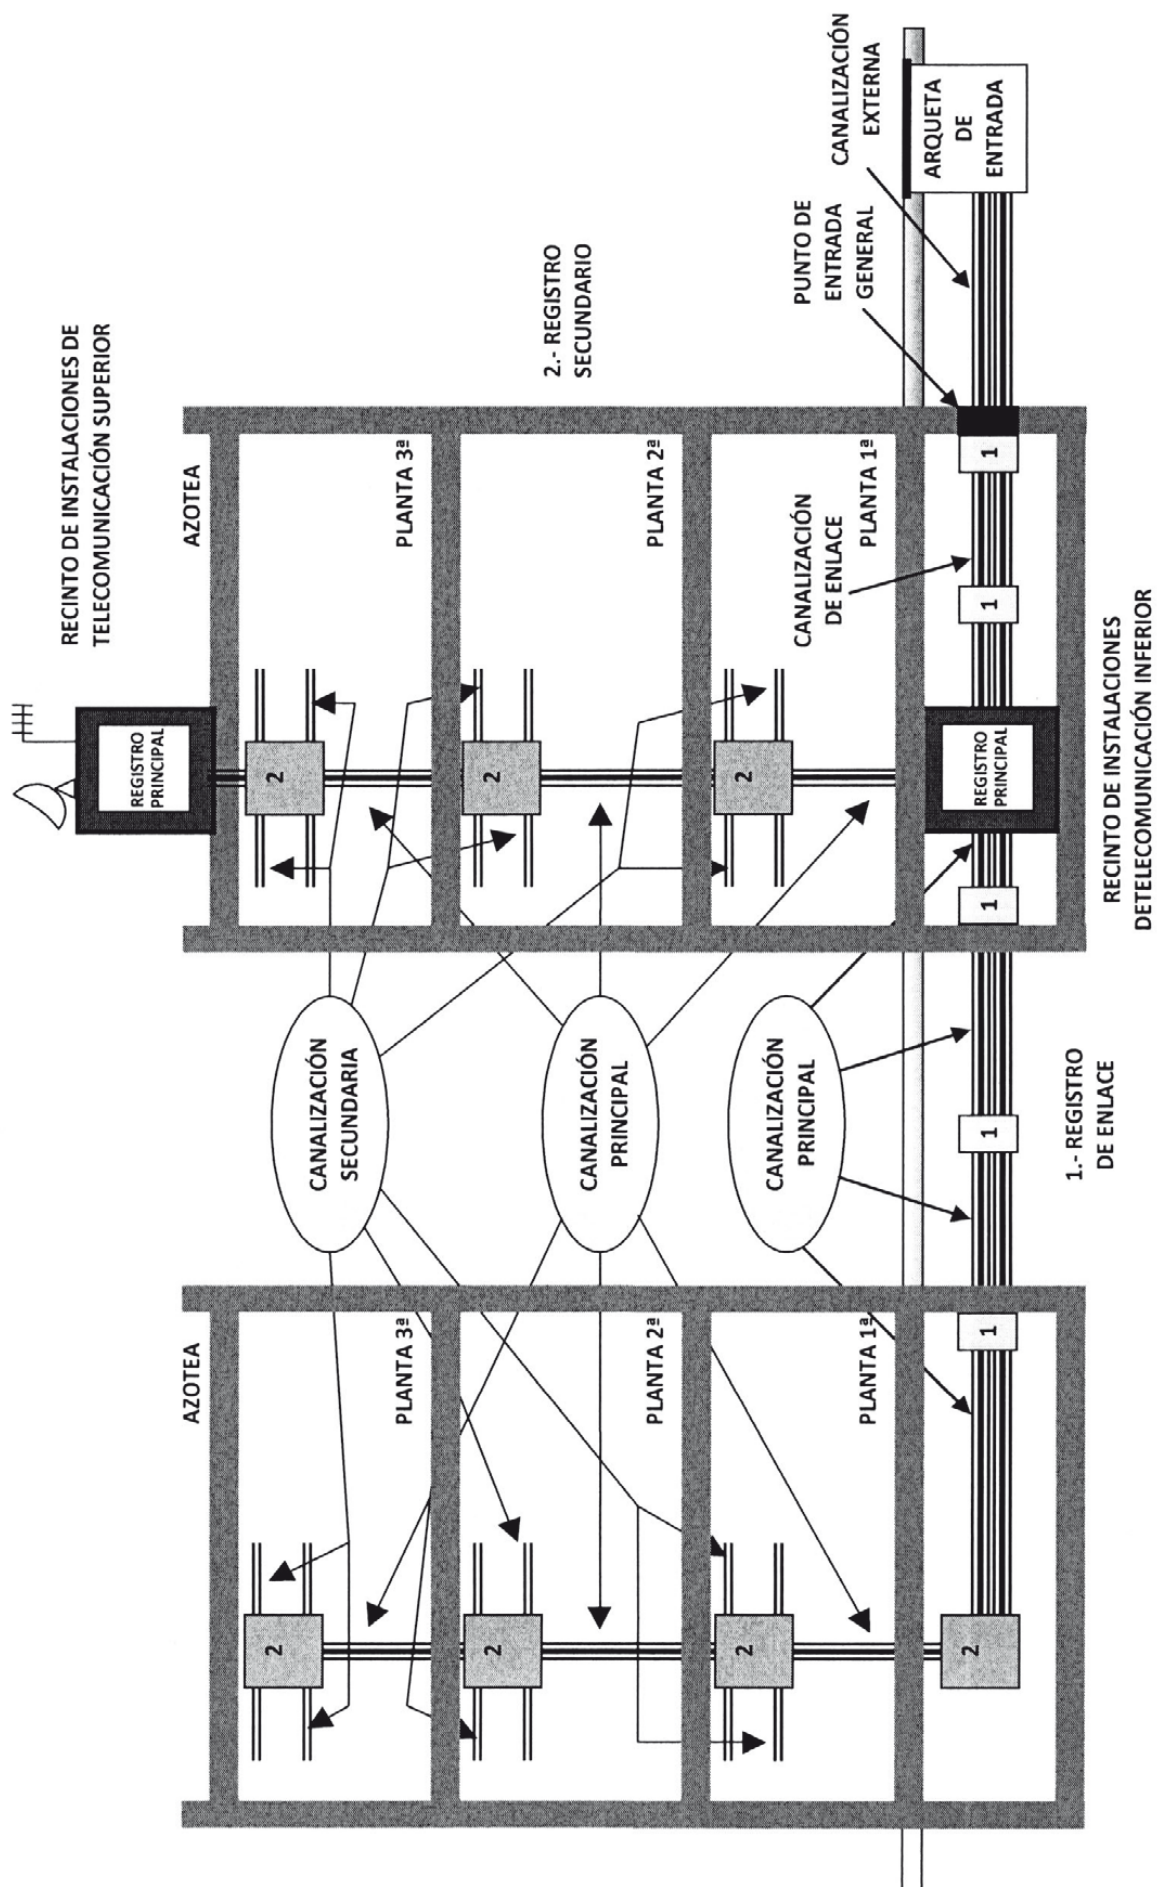 RECINTO DE INSTALACIONES DE
TELECOMUNICACIÓN SUPERIOR
REGISTRO
PRINCIPAL
AZOTEA
AZOTEA
2
2
CANALIZACIÓN
SECUNDARIA
PLANTA 3ª
PLANTA 3ª
2
2
2.- REGISTRO
SECUNDARIO
CANALIZACIÓN
PRINCIPAL
PLANTA 2ª
PLANTA 2ª
2
2
CANALIZACIÓN
PRINCIPAL
CANALIZACIÓN
DE ENLACE
PUNTO DE
ENTRADA
GENERAL
CANALIZACIÓN
EXTERNA
PLANTA 1ª
PLANTA 1ª
2
1
1
1
REGISTRO
PRINCIPAL
1
1
ARQUETA
DE
ENTRADA
1.- REGISTRO
DE ENLACE
RECINTO DE INSTALACIONES
DETELECOMUNICACIÓN INFERIOR